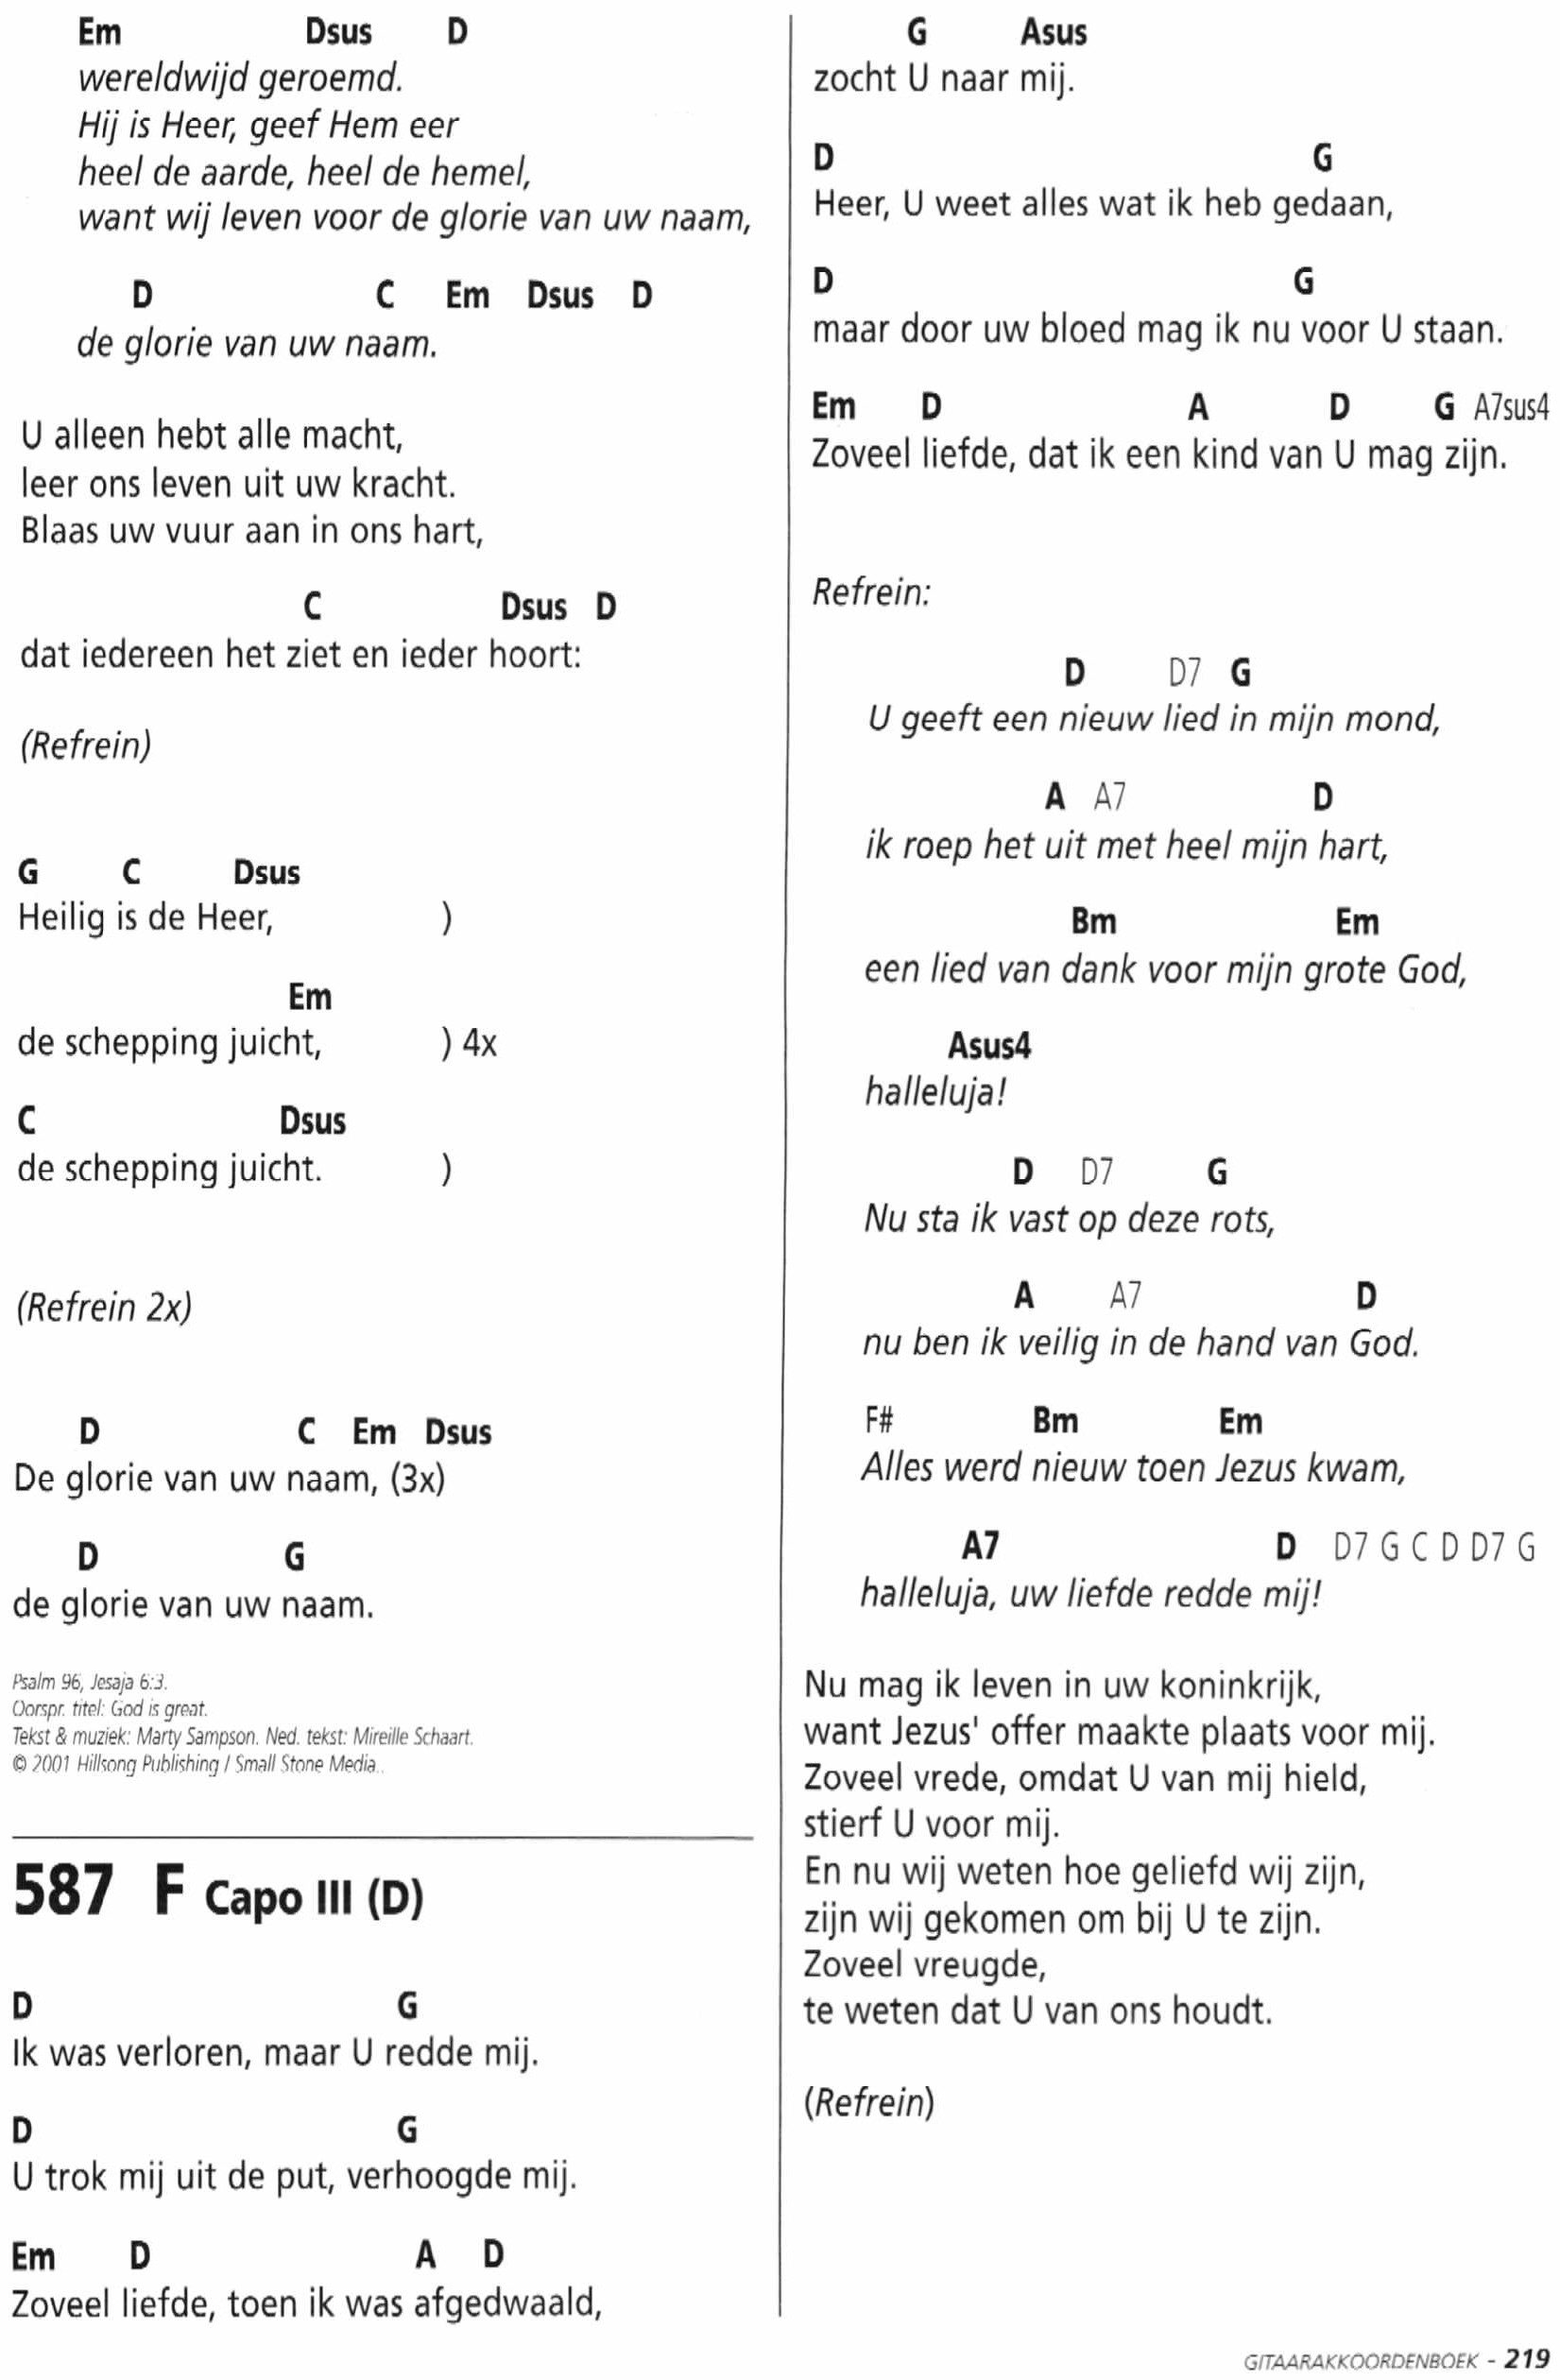 Em Dsus D
wereldwijd geroemd.
Hij is Heer, geef Hem eer
heel de aarde, heel de hemel,
want wij leven voor de glorie van uw naam,
D C Em Dsus D
de glorie van uw naam.
U alleen hebt alle macht,
leer ons leven uit uw kracht.
Blaas uw vuur aan in ons hart,
C Dsus D
dat iedereen het ziet en ieder hoort:
(Refrein)
G C Dsus
Heilig is de Heer, )
Em
de schepping juicht, ) 4x
C Dsus
de schepping juicht. )
(Refrein 2x)
D C Em Dsus
De glorie van uw naam, (3x)
D G
de glorie van uw naam.
Psalm 96, Jesaja 6:3.
Oorspr. titel: God is great.
Tekst & muziek: Marty Sampson. Ned. tekst: Mireille Schaart.
© 2001 Hillsong Publishing / Small Stone Media..
587 F Capo III (D)
D G
Ik was verloren, maar U redde mij.
D G
U trok mij uit de put, verhoogde mij.
Em D A D
Zoveel liefde, toen ik was afgedwaald,
G Asus
zocht U naar mij.
D G
Heer, U weet alles wat ik heb gedaan,
D G
maar door uw bloed mag ik nu voor U staan.
Em D A D G A7sus4
Zoveel liefde, dat ik een kind van U mag zijn.
Refrein:
D D7 G
U geeft een nieuw lied in mijn mond,
A A7 D
ik roep het uit met heel mijn hart,
Bm Em
een lied van dank voor mijn grote God,
Asus4
halleluja!
D D7 G
Nu sta ik vast op deze rots,
A A7 D
nu ben ik veilig in de hand van God.
F# Bm Em
Alles werd nieuw toen Jezus kwam,
A7 D D7 G C D D7 G
halleluja, uw liefde redde mij!
Nu mag ik leven in uw koninkrijk,
want Jezus' offer maakte plaats voor mij.
Zoveel vrede, omdat U van mij hield,
stierf U voor mij.
En nu wij weten hoe geliefd wij zijn,
zijn wij gekomen om bij U te zijn.
Zoveel vreugde,
te weten dat U van ons houdt.
(Refrein)
GITAARAKKOORDENBOEK - 219